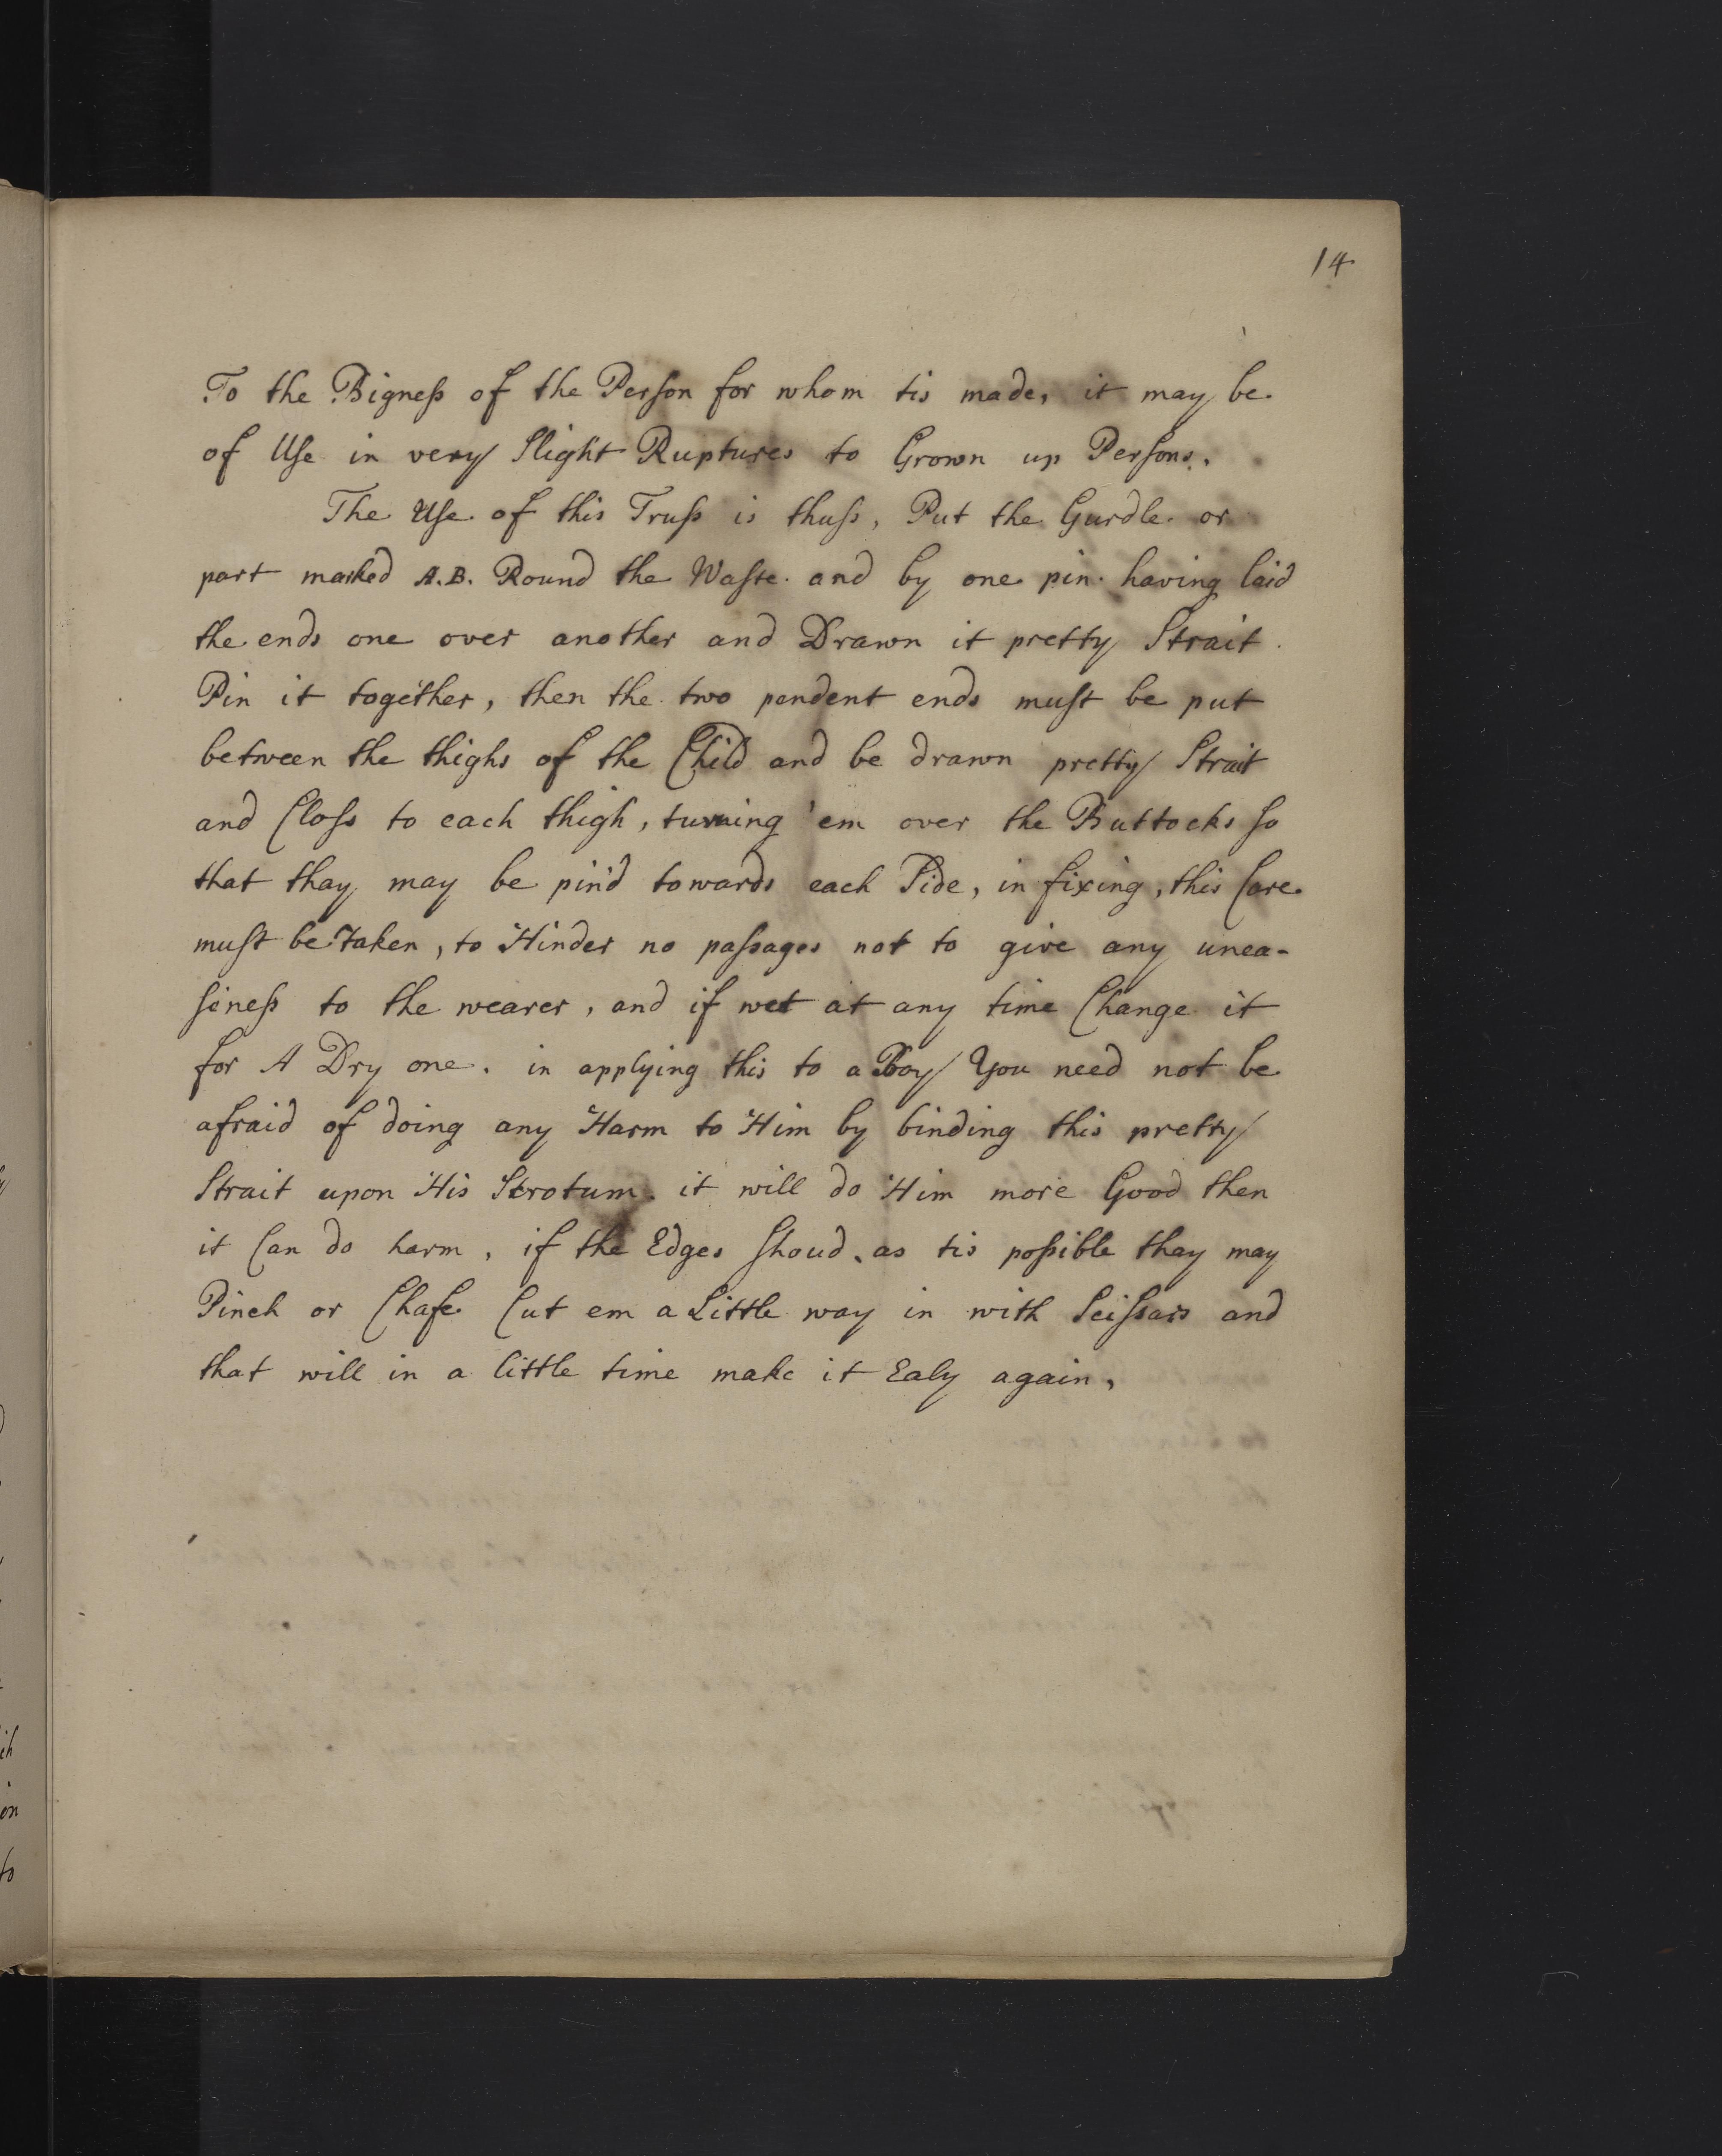 14
To the Bigneſs of the Perſon for whom tis made, it may be
of Uſe in very Slight Ruptures to Grown up Perſons.
The Uſe of this Truſs is thuſs, Put the Gurdle or
part marked A.B. Round the Waſte and by one pin having laid
the ends one over another and Drawn it pretty Strait.
Pin it together, then the two pendent ends muſt be put
between the thighs of the Child and be drawn pretty Strait
and Cloſs to each thigh, turning 'em over the Buttocks ſo
that thay may be pin'd towards each Side, in fixing, this Care
muſt be Taken, to Hinder no paſsages not to give any unea-
ſineſs to the wearer, and if wet at any time Change it
for A Dry one. in applying this to a Boy You need not be
afraid of doing any Harm to Him by binding this pretty
Strait upon His Scrotum. it will do Him more Good then
it Can do harm, if the Edges Shoud, as tis poſsible thay may
Pinch or Chafe Cut em a Little way in with Sciſsars and
that will in a little time make it Eaſy again,